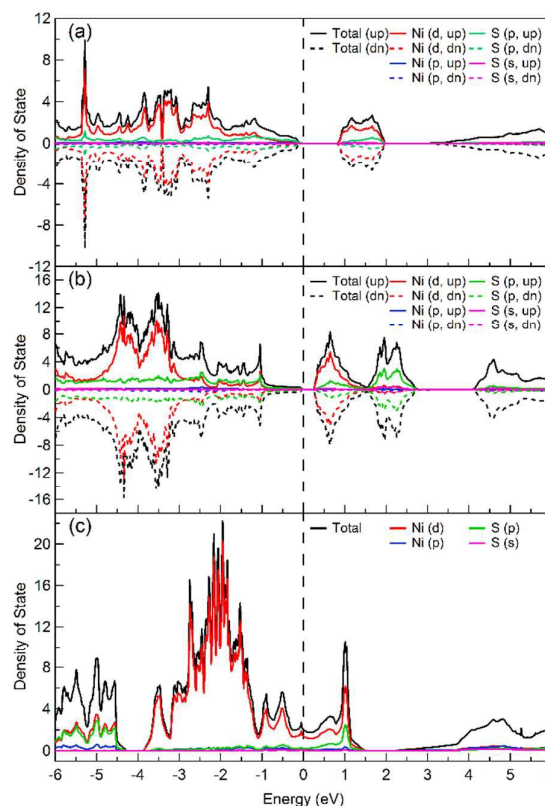 (a)
Total (up) Ni (d, up) S (p, up)
Total (dn) Ni (d, dn) S (p, dn)
Ni (p, up) S (s, up)
Ni (p, dn) S (s, dn)
Density of State
12
8
4
0
-4
-8
12
(b)
Total (up) Ni (d, up) S (p, up)
Total (dn) Ni (d, dn) S (p, dn)
Ni (p, up) S (s, up)
Ni (p, dn) S (s, dn)
Density of State
16
12
8
4
0
-4
-8
-12
-16
(c)
Total Ni (d) S (p)
Ni (p) S (s)
Density of State
20
16
12
8
4
0
-6 -5 -4 -3 -2 -1 0 1 2 3 4 5 6
Energy (eV)